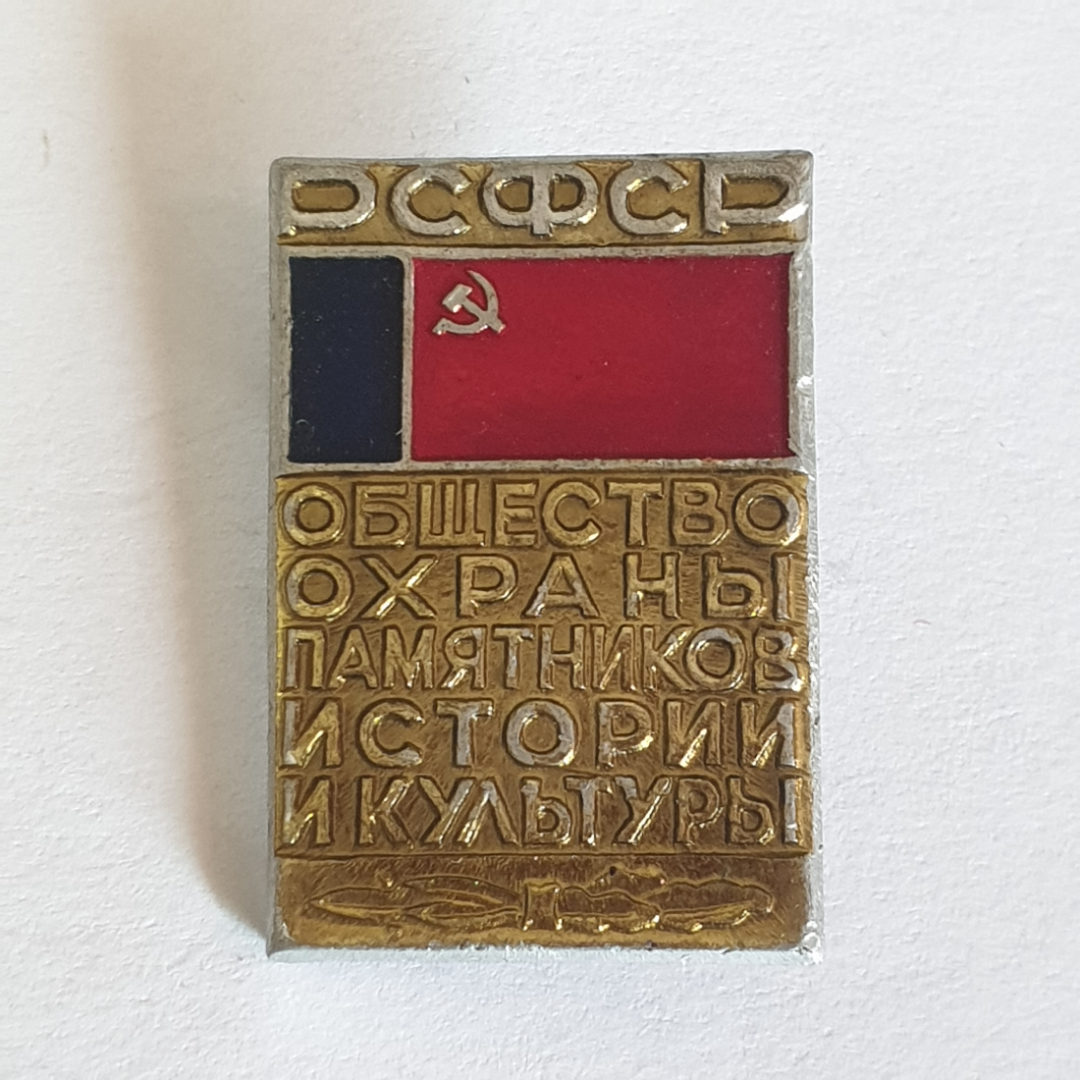 РСФСР
ОБЩЕСТВО
ОХРАНЫ
ПАМЯТНИКОВ
ИСТОРИИ
И КУЛЬТУРЫ